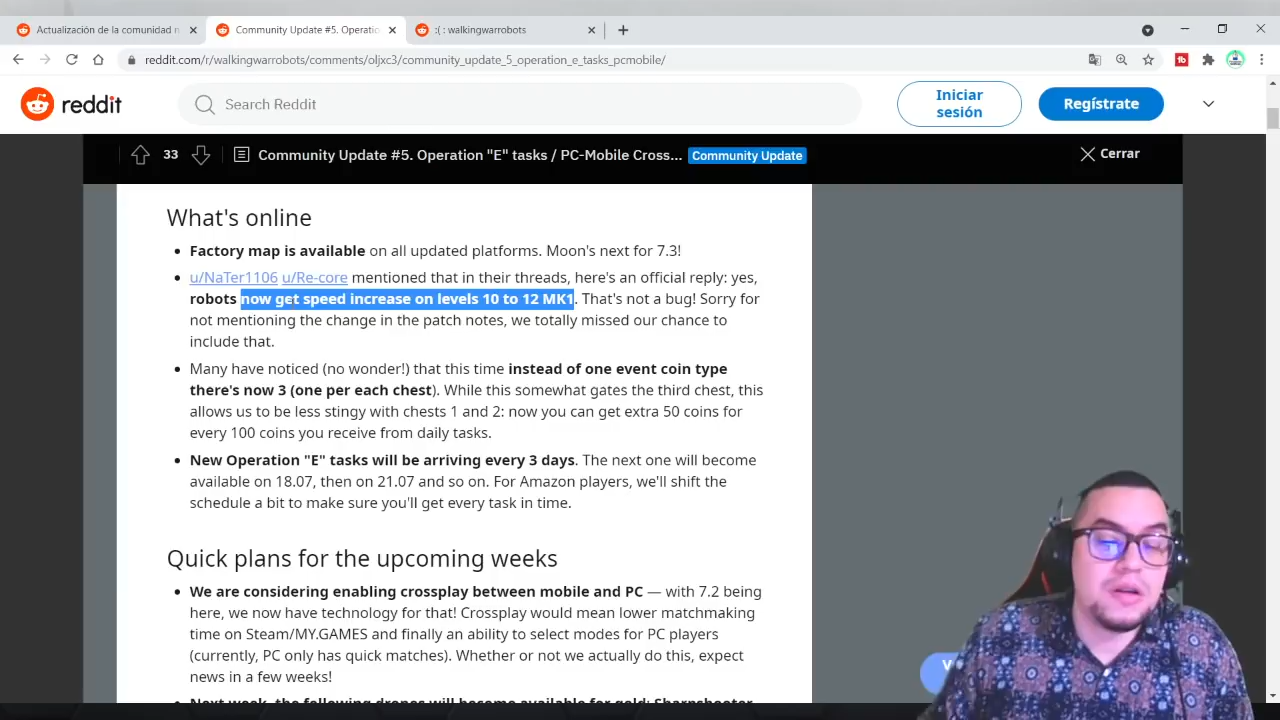 Actualización de la comunidad n
Community Update #5. Operatio
:( : walkingwarrobots
reddit.com/r/walkingwarrobots/comments/oljxc3/community_update_5_operation_e_tasks_pcmobile/
reddit
Search Reddit
Iniciar
sesión
Regístrate
33
Community Update #5. Operation "E" tasks / PC-Mobile Cross...
Community Update
Cerrar
What's online
• Factory map is available on all updated platforms. Moon's next for 7.3!
• u/NaTer1106 u/Re-core mentioned that in their threads, here's an official reply: yes,
robots now get speed increase on levels 10 to 12 MK1. That's not a bug! Sorry for
not mentioning the change in the patch notes, we totally missed our chance to
include that.
• Many have noticed (no wonder!) that this time instead of one event coin type
there's now 3 (one per each chest). While this somewhat gates the third chest, this
allows us to be less stingy with chests 1 and 2: now you can get extra 50 coins for
every 100 coins you receive from daily tasks.
• New Operation "E" tasks will be arriving every 3 days. The next one will become
available on 18.07, then on 21.07 and so on. For Amazon players, we'll shift the
schedule a bit to make sure you'll get every task in time.
Quick plans for the upcoming weeks
• We are considering enabling crossplay between mobile and PC — with 7.2 being
here, we now have technology for that! Crossplay would mean lower matchmaking
time on Steam/MY.GAMES and finally an ability to select modes for PC players
(currently, PC only has quick matches). Whether or not we actually do this, expect
news in a few weeks!
• Next week, the following drones will become available for gold: Sharpshooter,